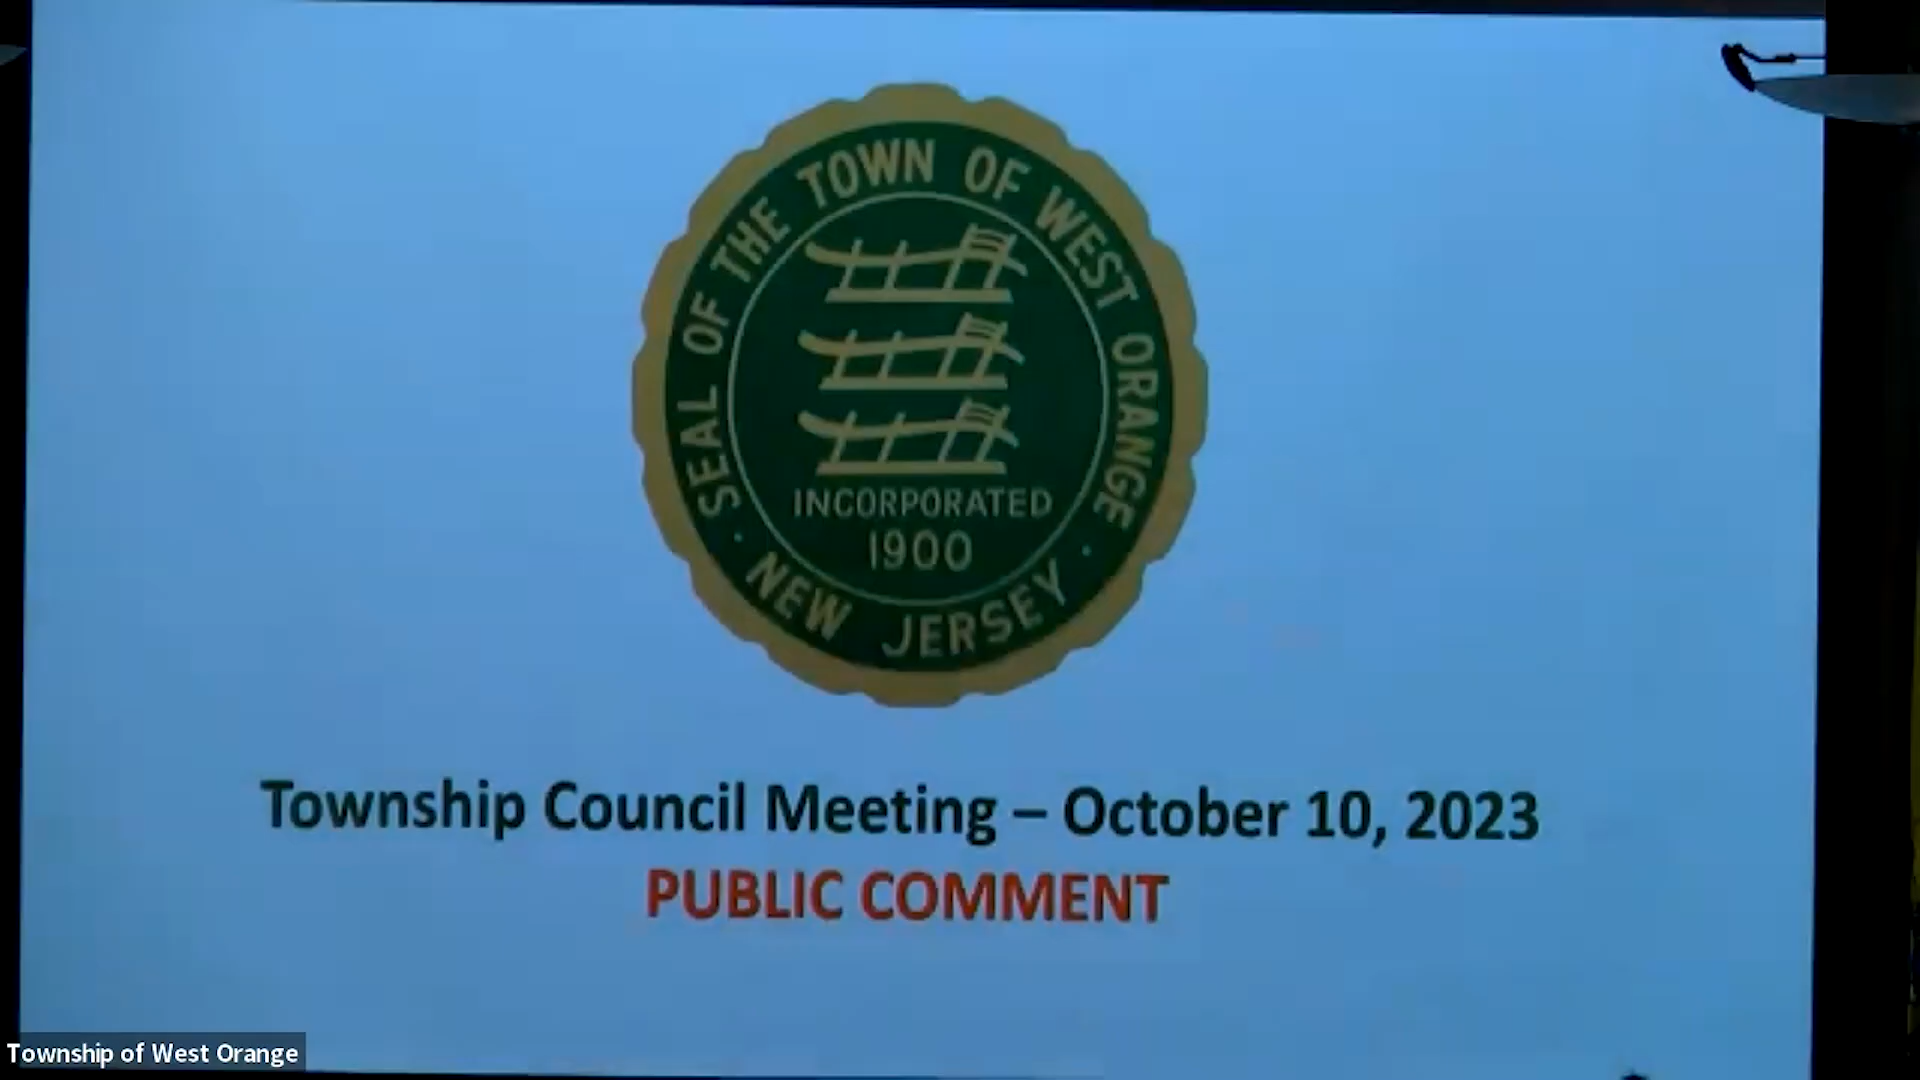 SEAL OF THE TOWN OF WEST ORANGE
INCORPORATED
1900
· NEW JERSEY ·
Township Council Meeting – October 10, 2023
PUBLIC COMMENT
Township of West Orange